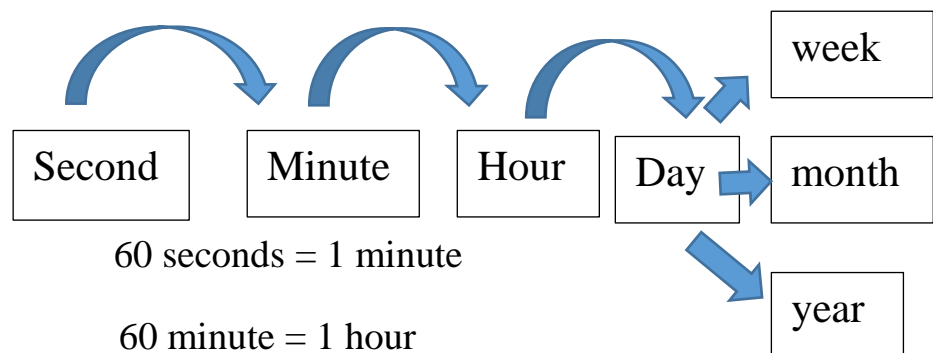 week
Second
Minute
Hour
Day
month
60 seconds = 1 minute
year
60 minute = 1 hour